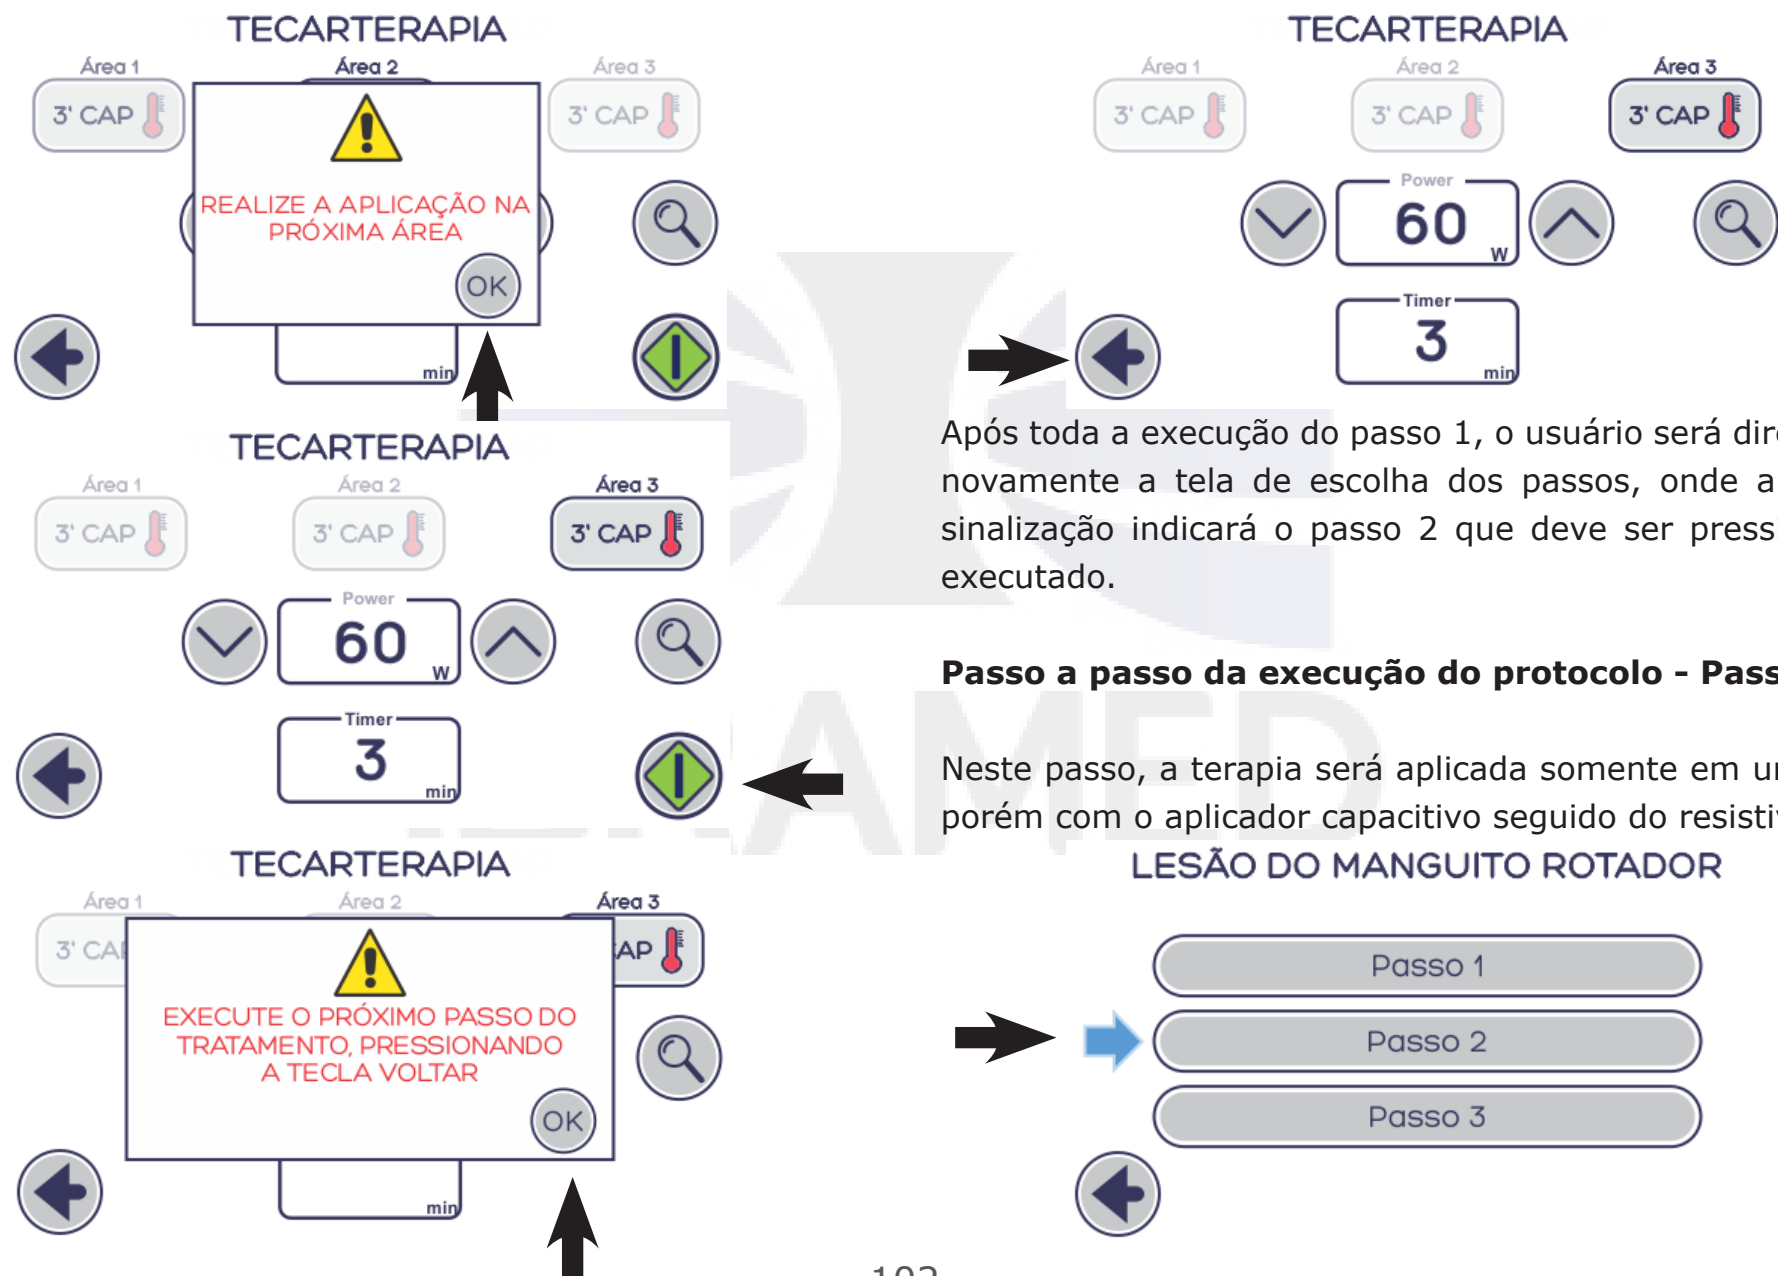 TECARTERAPIA
Área 1 Área 2 Área 3
3' CAP 3' CAP
REALIZE A APLICAÇÃO NA
PRÓXIMA ÁREA
OK
min
TECARTERAPIA
Área 1 Área 2 Área 3
3' CAP 3' CAP 3' CAP
Power
60
W
Timer
3
min
TECARTERAPIA
Área 1 Área 2 Área 3
3'
EXECUTE O PRÓXIMO PASSO DO
TRATAMENTO, PRESSIONANDO
A TECLA VOLTAR
OK
min
TECARTERAPIA
Área 1 Área 2 Área 3
3' CAP 3' CAP 3' CAP
Power
60
W
Timer
3
min
Após toda a execução do passo 1, o usuário será
novamente a tela de escolha dos passos, onde a
sinalização indicará o passo 2 que deve ser
executado.
Passo a passo da execução do protocolo -
Neste passo, a terapia será aplicada somente em
porém com o aplicador capacitivo seguido do
LESÃO DO MANGUITO ROTADOR
Passo 1
Passo 2
Passo 3